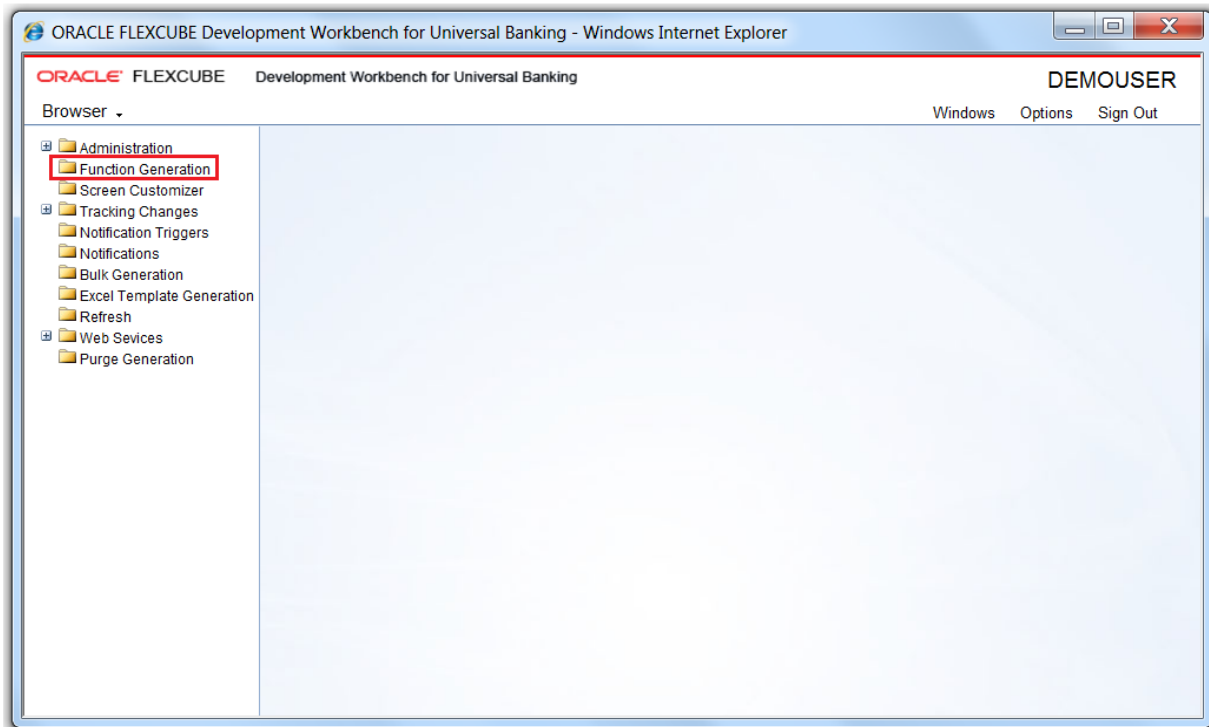 ORACLE FLEXCUBE Development Workbench for Universal Banking - Windows Internet Explorer
ORACLE FLEXCUBE Development Workbench for Universal Banking DEMOUSER
Browser Windows Options Sign Out
Administration
Function Generation
Screen Customizer
Tracking Changes
Notification Triggers
Notifications
Bulk Generation
Excel Template Generation
Refresh
Web Sevices
Purge Generation